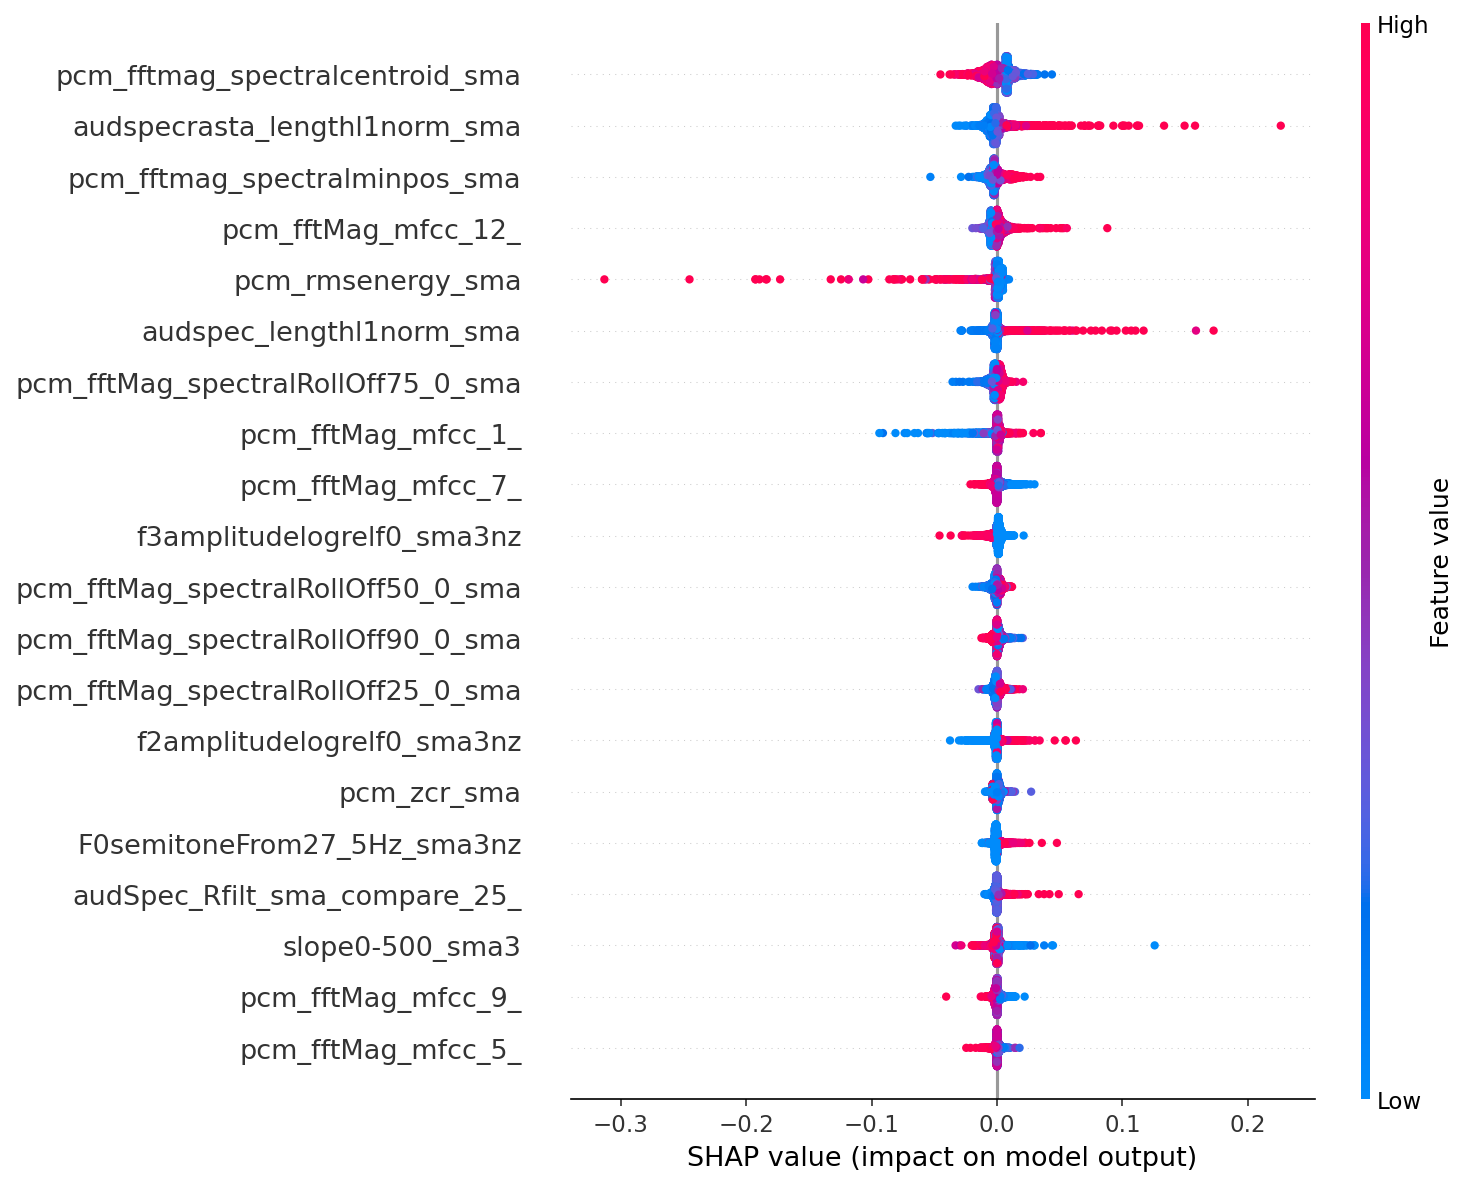 High
pcm_fftmag_spectralcentroid_sma
audspecrasta_lengthl1norm_sma
pcm_fftmag_spectralminpos_sma
pcm_fftMag_mfcc_12_
pcm_rmsenergy_sma
audspec_lengthl1norm_sma
pcm_fftMag_spectralRollOff75_0_sma
pcm_fftMag_mfcc_1_
pcm_fftMag_mfcc_7_
f3amplitudelogrelf0_sma3nz
pcm_fftMag_spectralRollOff50_0_sma
pcm_fftMag_spectralRollOff90_0_sma
pcm_fftMag_spectralRollOff25_0_sma
f2amplitudelogrelf0_sma3nz
pcm_zcr_sma
F0semitoneFrom27_5Hz_sma3nz
audSpec_Rfilt_sma_compare_25_
slope0-500_sma3
pcm_fftMag_mfcc_9_
pcm_fftMag_mfcc_5_
Feature value
Low
−0.3 −0.2 −0.1 0.0 0.1 0.2
SHAP value (impact on model output)